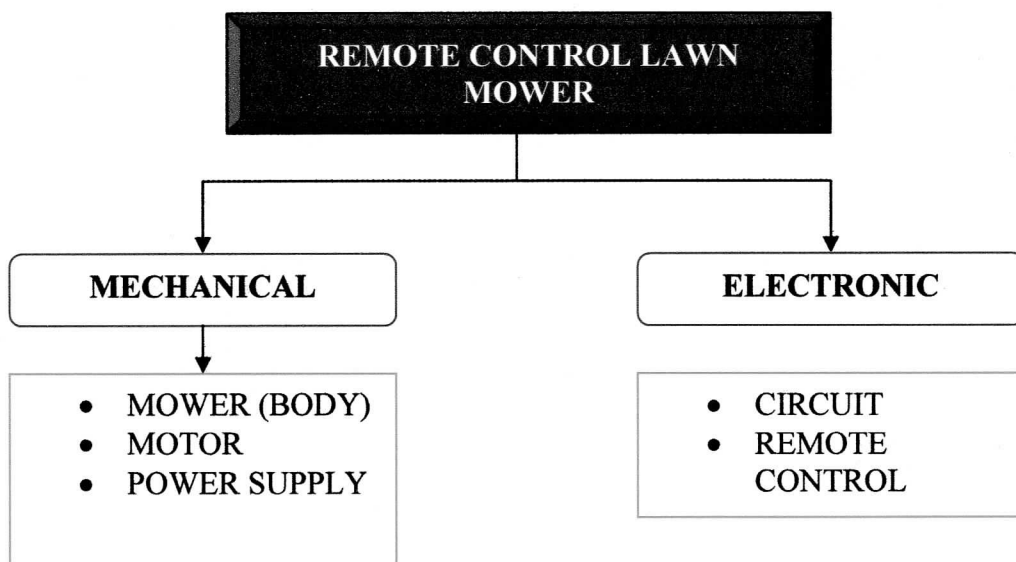 REMOTE CONTROL LAWN
MOWER
MECHANICAL
ELECTRONIC
• MOWER (BODY)
• MOTOR
• POWER SUPPLY
• CIRCUIT
• REMOTE
CONTROL